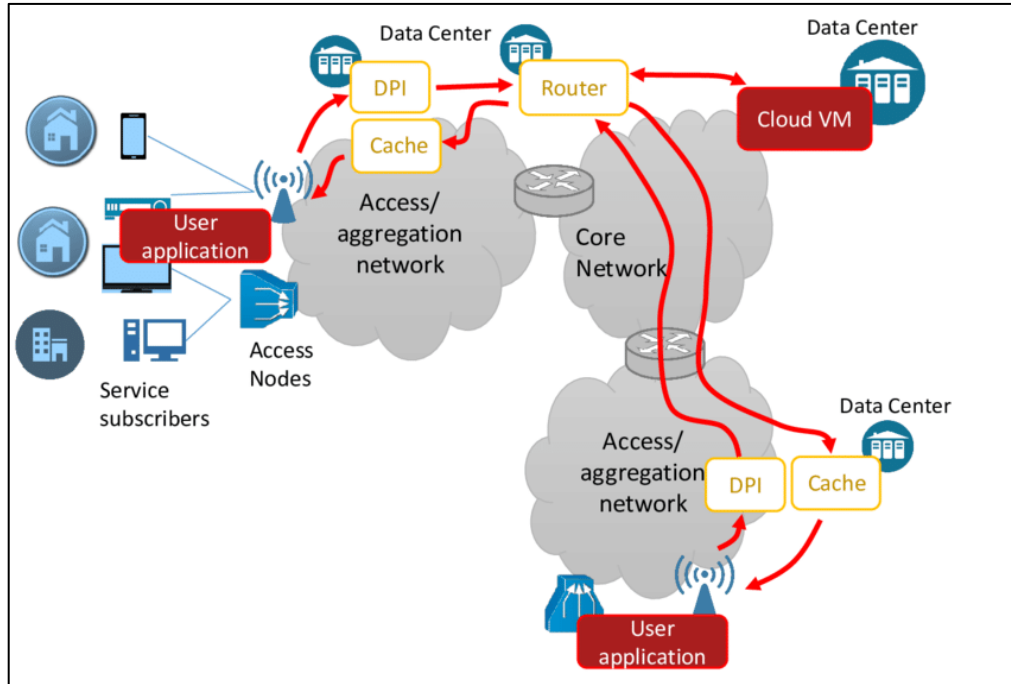 Data Center
Data Center
DPI
Router
Cloud VM
Cache
User
application
Access/
aggregation
network
Core
Network
Access
Nodes
Service
subscribers
Data Center
Access/
aggregation
network
DPI
Cache
User
application